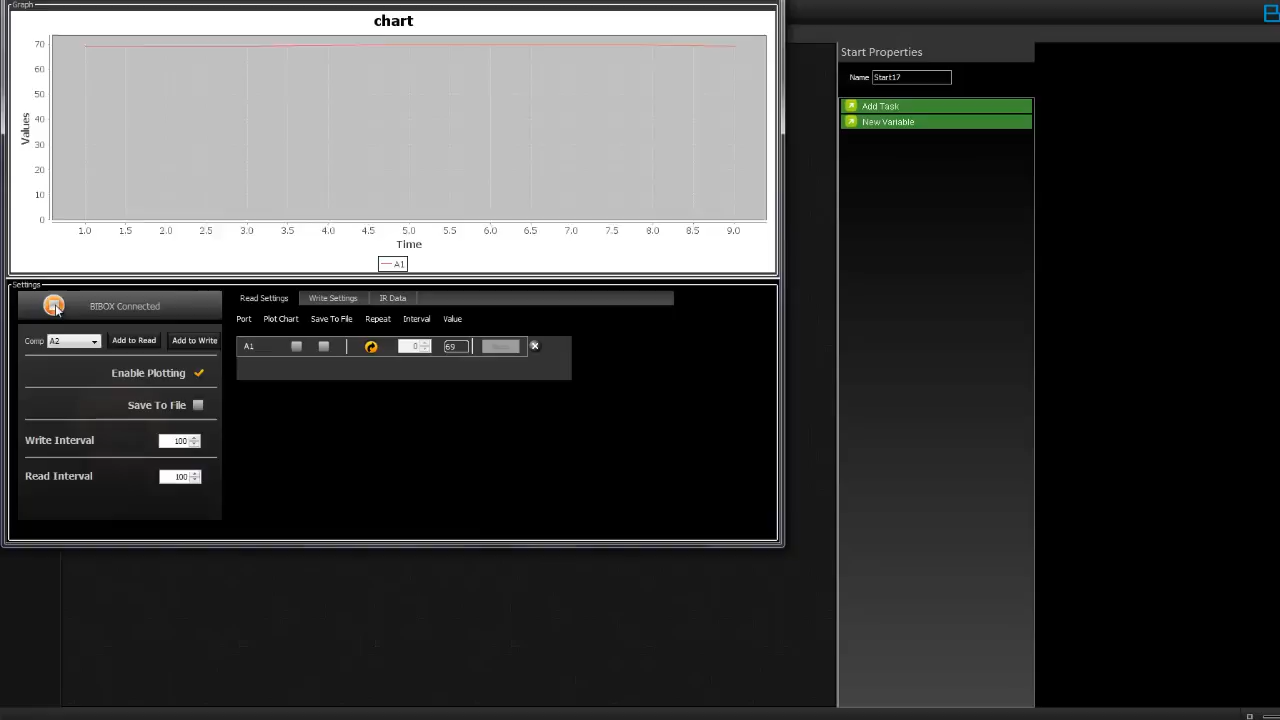 Graph
chart
70
60
50
40
30
20
10
0
Values
1.0 1.5 2.0 2.5 3.0 3.5 4.0 4.5 5.0 5.5 6.0 6.5 7.0 7.5 8.0 8.5 9.0
Time
A1
Settings
BIBOX Connected
Comp A2 Add to Read Add to Write
Enable Plotting
Save To File
Write Interval 100
Read Interval 100
Read Settings Write Settings IR Data
Port Plot Chart Save To File Repeat Interval Value
A1 0 69
Start Properties
Name Start17
Add Task
New Variable